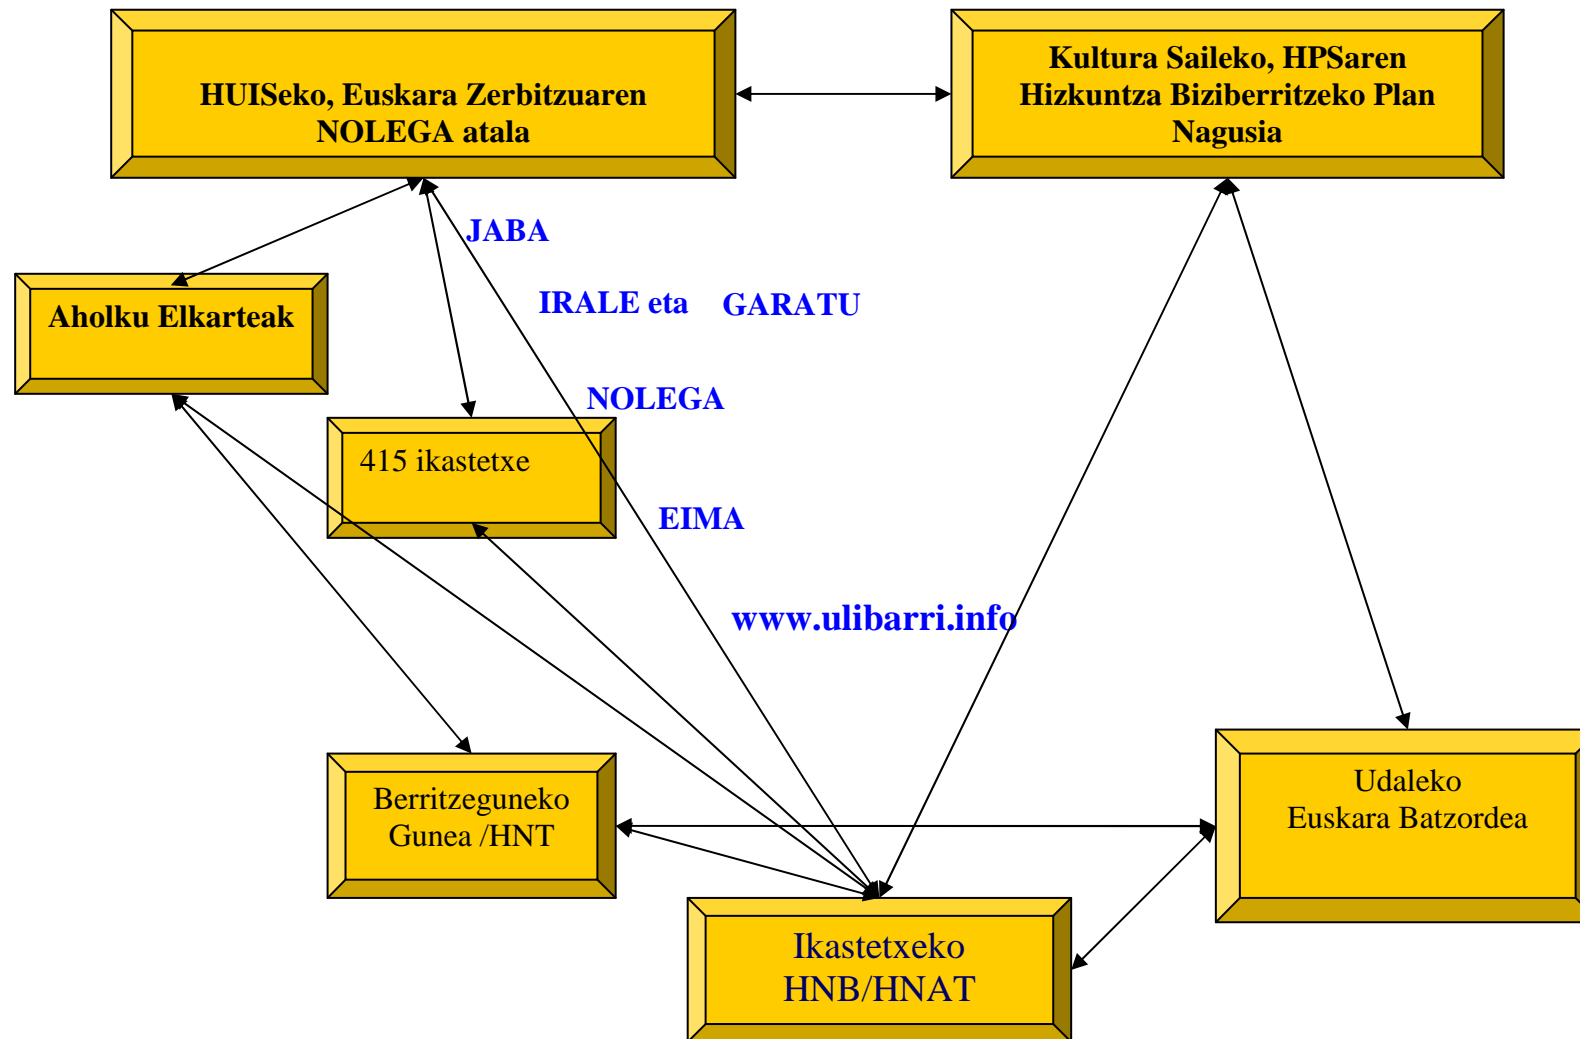 HUISeko, Euskara Zerbitzuaren
NOLEGA atala
Kultura Saileko, HPSaren
Hizkuntza Biziberritzeko Plan
Nagusia
JABA
Aholku Elkarteak
IRALE eta GARATU
NOLEGA
415 ikastetxe
EIMA
www.ulibarri.info
Berritzeguneko
Gunea /HNT
Udaleko
Euskara Batzordea
Ikastetxeko
HNB/HNAT